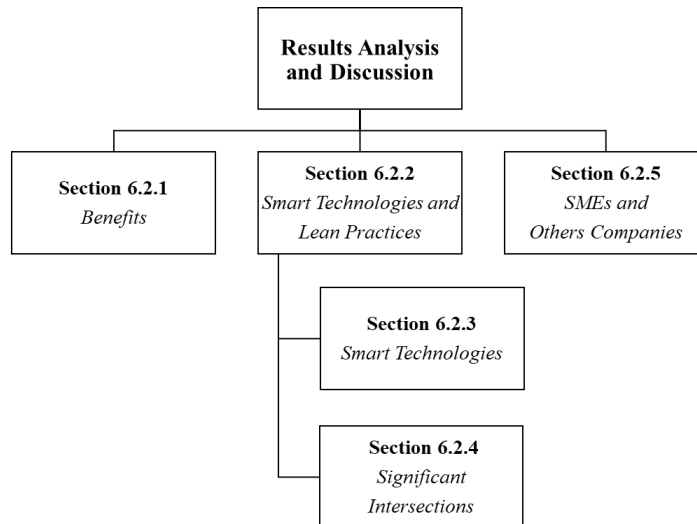 Results Analysis
and Discussion
Section 6.2.1
Benefits
Section 6.2.2
Smart Technologies and
Lean Practices
Section 6.2.5
SMEs and
Others Companies
Section 6.2.3
Smart Technologies
Section 6.2.4
Significant
Intersections